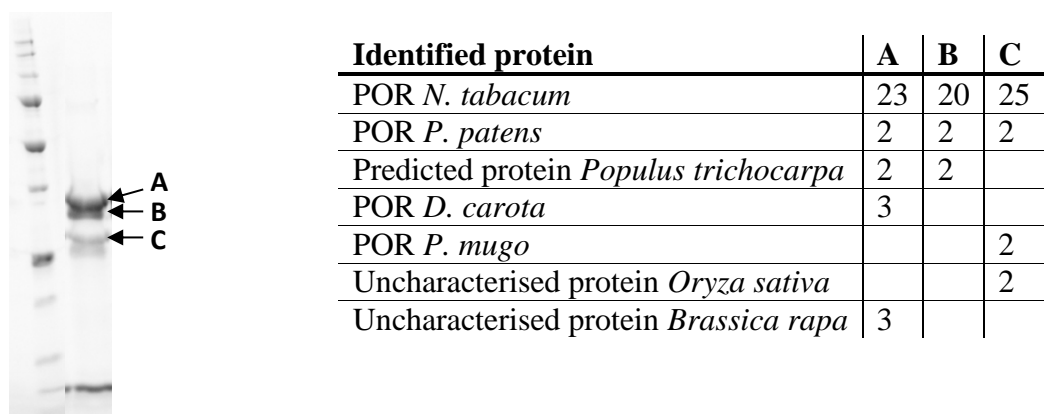 A
B
C
Identified protein A B C
POR N. tabacum 23 20 25
POR P. patens 2 2 2
Predicted protein Populus trichocarpa 2 2
POR D. carota 3
POR P. mugo 2
Uncharacterised protein Oryza sativa 2
Uncharacterised protein Brassica rapa 3